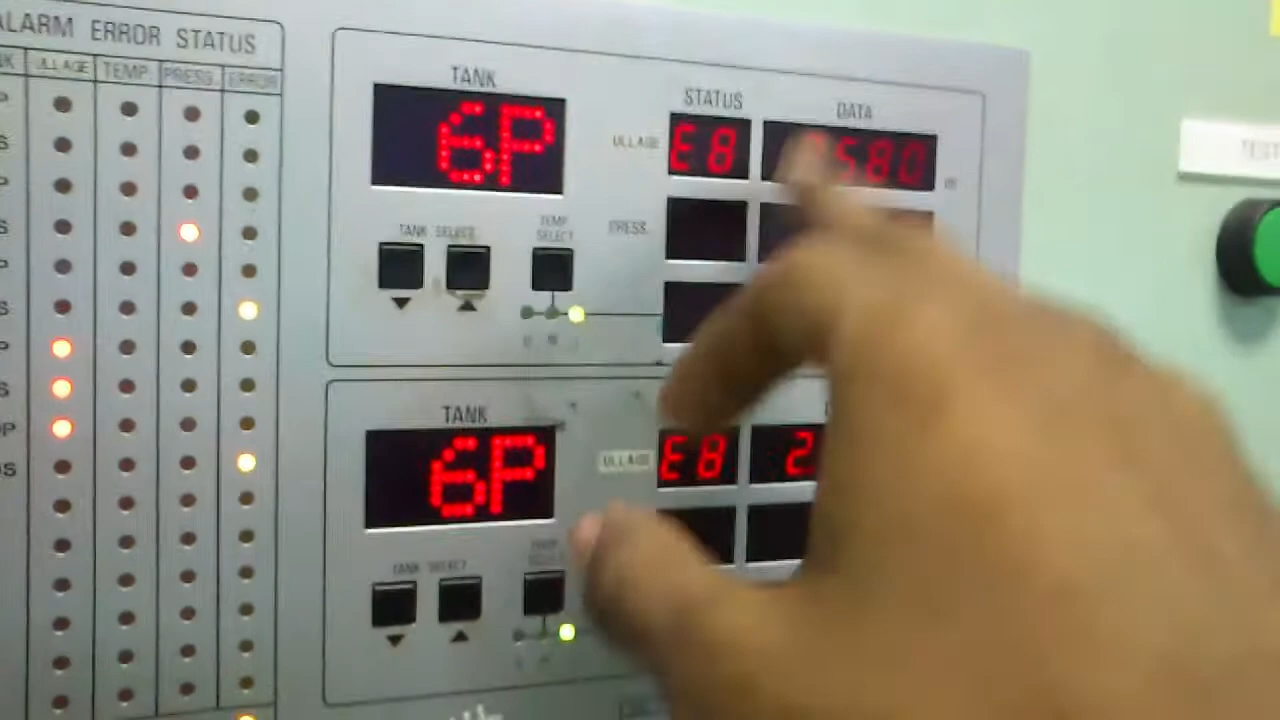 ALARM ERROR STATUS
ULLAGE TEMP. PRESS. ERROR
TANK
6P
STATUS
DATA
ULLAGE
E8
580
m
PRESS.
TANK SELECT
TEMP
SELECT
TANK
6P
ULLAGE
E8
2
TANK SELECT
TEST